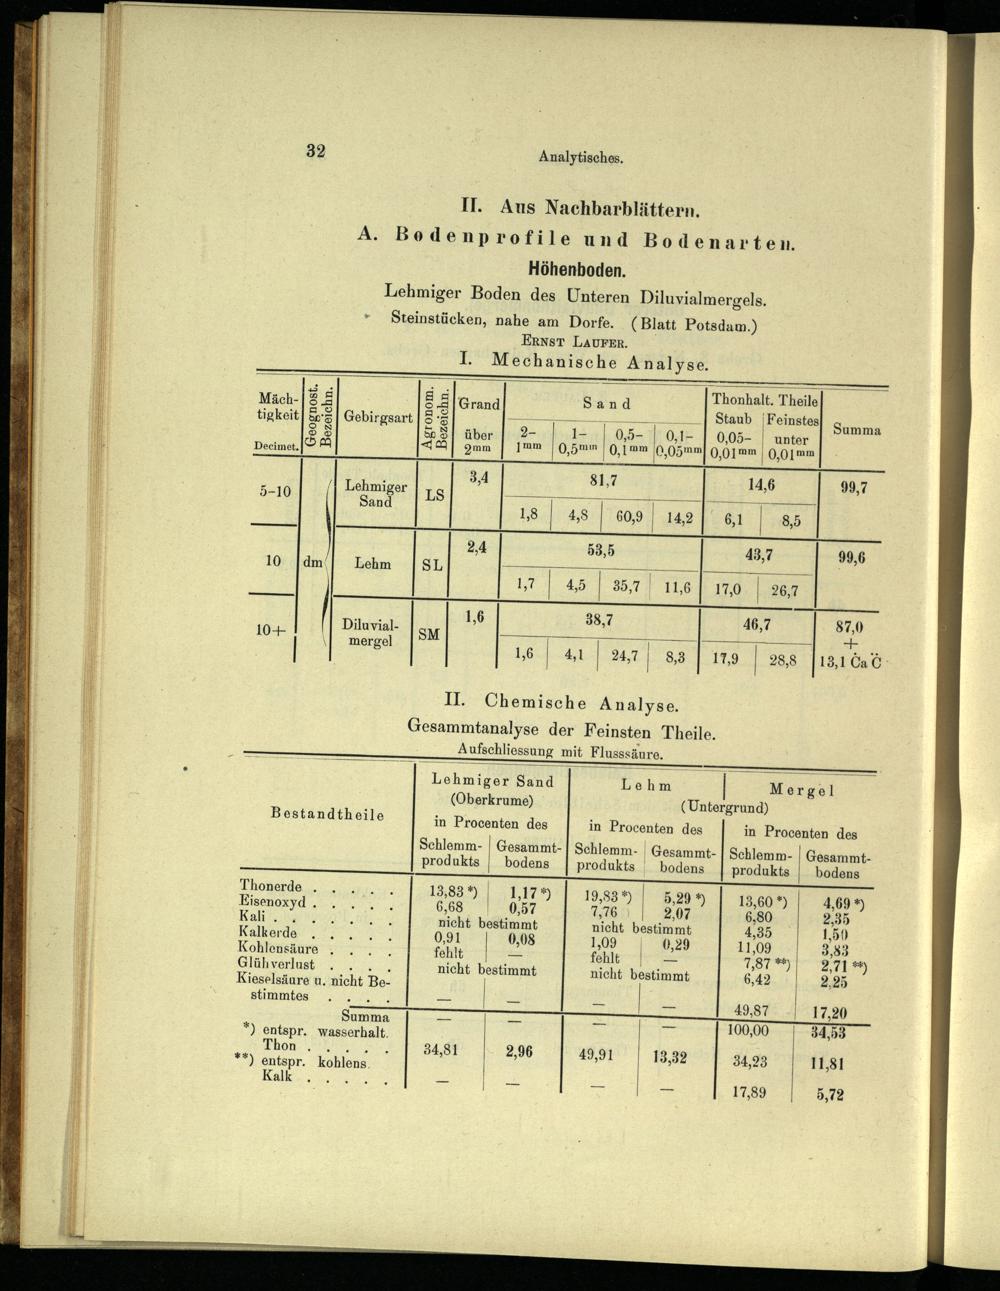 32
Analytisches.
II. Aus Nachbarblättern.
A. Bodenprofile und Bodenarten.
Höhenboden.
Lehmiger Boden des Unteren Diluvialmergels.
Steinstücken, nahe am Dorfe. (Blatt Potsdam.)
ERNST LAUFER.
I. Mechanische Analyse.
Mäch-tigkeit Decimet. | Geognost. Bezeichn. | Gebirgsart | Agronom. Bezeichn. | Grand über 2mm | Sand | Thonhalt. Theile | Summa
2-1mm | 1-0,5mm | 0,5-0,1mm | 0,1-0,05mm | Staub 0,05-0,01mm | Feinstes unter 0,01mm
5-10 | Lehmiger Sand | LS | 3,4 | 81,7 | 14,6 | 99,7
1,8 | 4,8 | 60,9 | 14,2 | 6,1 | 8,5
10 | dm | Lehm | SL | 2,4 | 53,5 | 43,7 | 99,6
1,7 | 4,5 | 35,7 | 11,6 | 17,0 | 26,7
10+ | Diluvial-mergel | SM | 1,6 | 38,7 | 46,7 | 87,0 + 13,1 Ċa C̈
1,6 | 4,1 | 24,7 | 8,3 | 17,9 | 28,8
II. Chemische Analyse.
Gesammtanalyse der Feinsten Theile.
Aufschliessung mit Flusssäure.
Bestandtheile | Lehmiger Sand (Oberkrume) | Lehm | Mergel (Untergrund)
in Procenten des | in Procenten des | in Procenten des
Schlemm-produkts | Gesammt-bodens | Schlemm-produkts | Gesammt-bodens | Schlemm-produkts | Gesammt-bodens
Thonerde . . . . . | 13,83 *) | 1,17 *) | 19,83 *) | 5,29 *) | 13,60 *) | 4,69 *)
Eisenoxyd . . . . . | 6,68 | 0,57 | 7,76 | 2,07 | 6,80 | 2,35
Kali . . . . . . . | nicht bestimmt | nicht bestimmt | 4,35 | 1,50
Kalkerde . . . . . | 0,91 | 0,08 | 1,09 | 0,29 | 11,09 | 3,83
Kohlensäure . . . . | fehlt | — | fehlt | — | 7,87 **) | 2,71 **)
Glühverlust . . . . | nicht bestimmt | nicht bestimmt | 6,42 | 2,25
Kieselsäure u. nicht Be-
stimmtes . . . . | — | — | — | — | 49,87 | 17,20
Summa | — | — | — | — | 100,00 | 34,53
*) entspr. wasserhalt.
Thon . . . . . | 34,81 | 2,96 | 49,91 | 13,32 | 34,23 | 11,81
**) entspr. kohlens.
Kalk . . . . . | — | — | — | — | 17,89 | 5,72